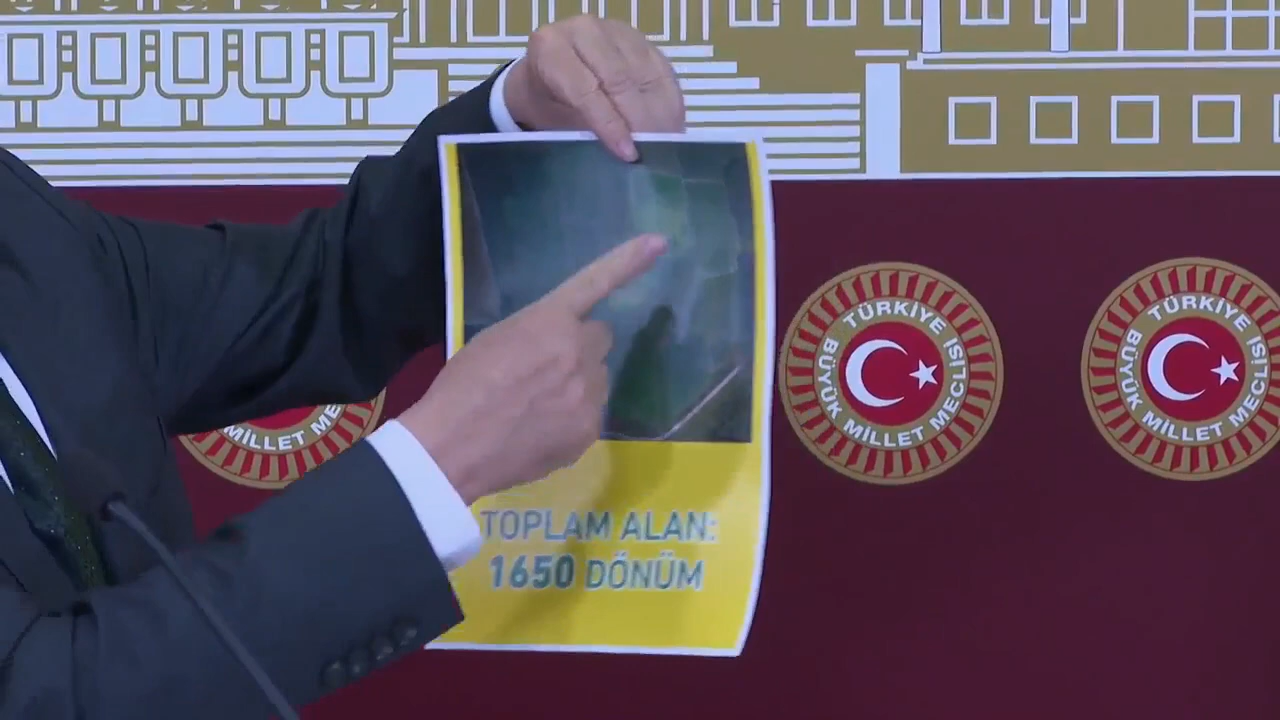 TOPLAM ALAN:
1650 DÖNÜM
TÜRKİYE
BÜYÜK MİLLET MECLİSİ
TÜRKİYE
BÜYÜK MİLLET MECLİSİ
MİLLET